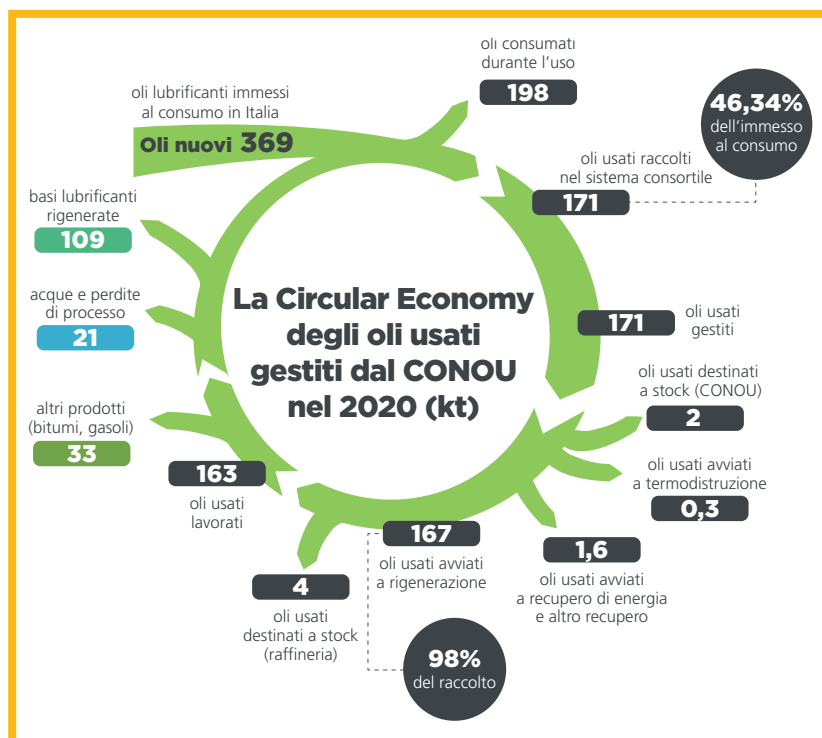 oli consumati
durante l'uso
198
46,34%
dell'immesso
al consumo
oli lubrificanti immessi
al consumo in Italia
Oli nuovi 369
oli usati raccolti
nel sistema consortile
171
basi lubrificanti
rigenerate
109
acque e perdite
di processo
21
La Circular Economy
degli oli usati
gestiti dal CONOU
nel 2020 (kt)
171
oli usati
gestiti
oli usati destinati
a stock (CONOU)
2
altri prodotti
(bitumi, gasoli)
33
163
oli usati
lavorati
oli usati avviati
a termodistruzione
0,3
167
oli usati avviati
a rigenerazione
1,6
oli usati avviati
a recupero di energia
e altro recupero
4
oli usati
destinati a stock
(raffineria)
98%
del raccolto